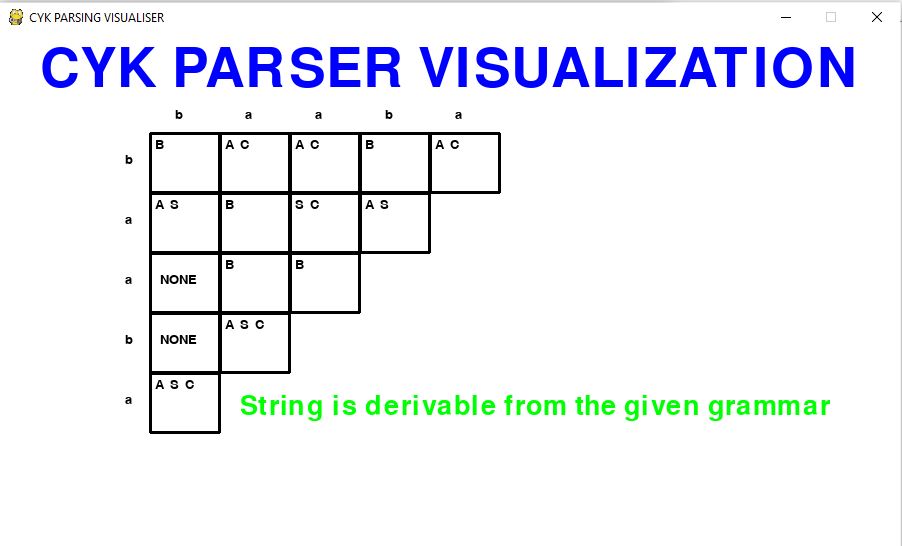 CYK PARSING VISUALISER
CYK PARSER VISUALIZATION
b a a b a
b B A C A C B A C
a A S B S C A S
a NONE B B
b NONE A S C
a A S C
String is derivable from the given grammar